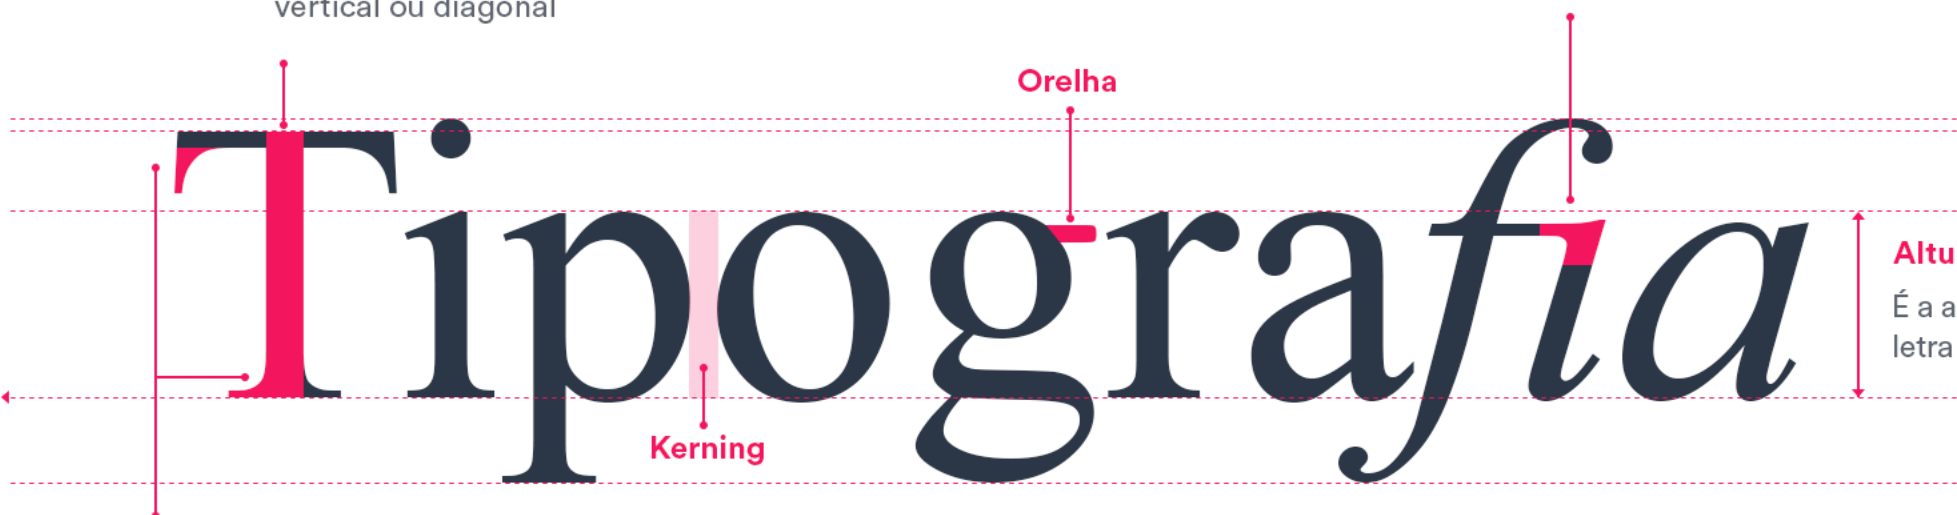 vertical ou diagonal
Orelha
Tipografia
Altu
É a a
letra
Kerning